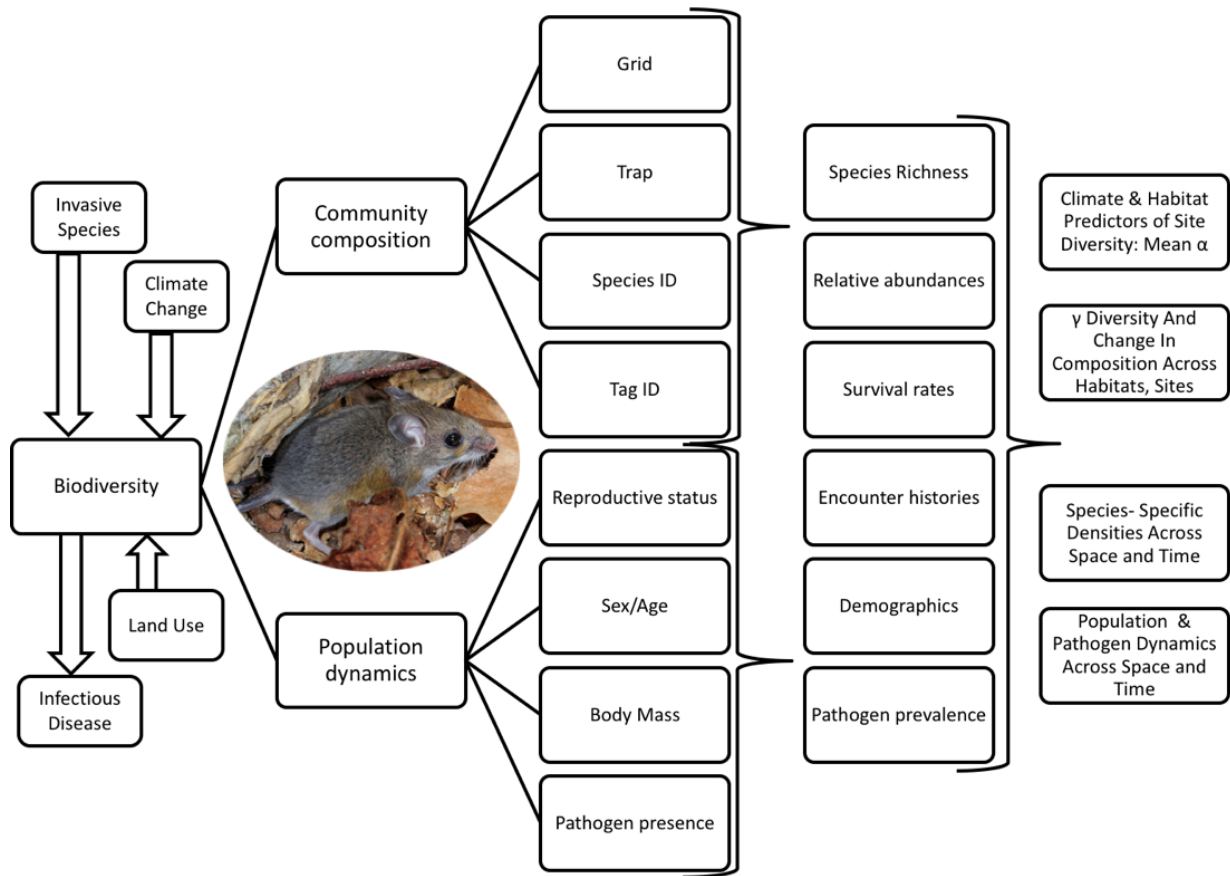 Invasive
Species
Climate
Change
Biodiversity
Land Use
Infectious
Disease
Community
composition
Population
dynamics
Grid
Trap
Species ID
Tag ID
Reproductive status
Sex/Age
Body Mass
Pathogen presence
Species Richness
Relative abundances
Survival rates
Encounter histories
Demographics
Pathogen prevalence
Climate & Habitat
Predictors of Site
Diversity: Mean α
γ Diversity And
Change In
Composition Across
Habitats, Sites
Species- Specific
Densities Across
Space and Time
Population &
Pathogen Dynamics
Across Space and
Time